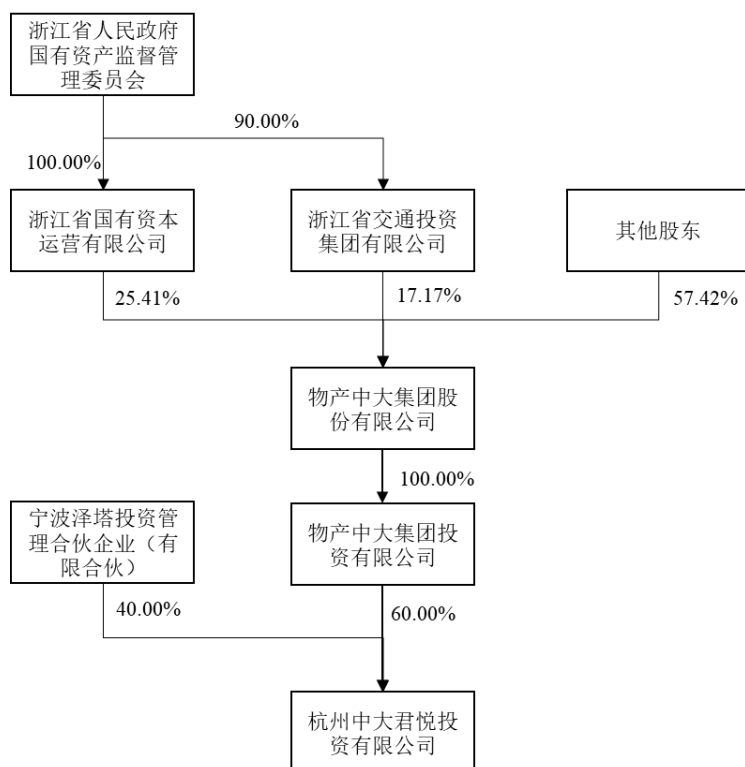 浙江省人民政府
国有资产监督管
理委员会
90.00%
100.00%
浙江省国有资本
运营有限公司
浙江省交通投资
集团有限公司
其他股东
25.41%
17.17%
57.42%
物产中大集团股
份有限公司
100.00%
宁波泽塔投资管
理合伙企业（有
限合伙）
物产中大集团投
资有限公司
40.00%
60.00%
杭州中大君悦投
资有限公司